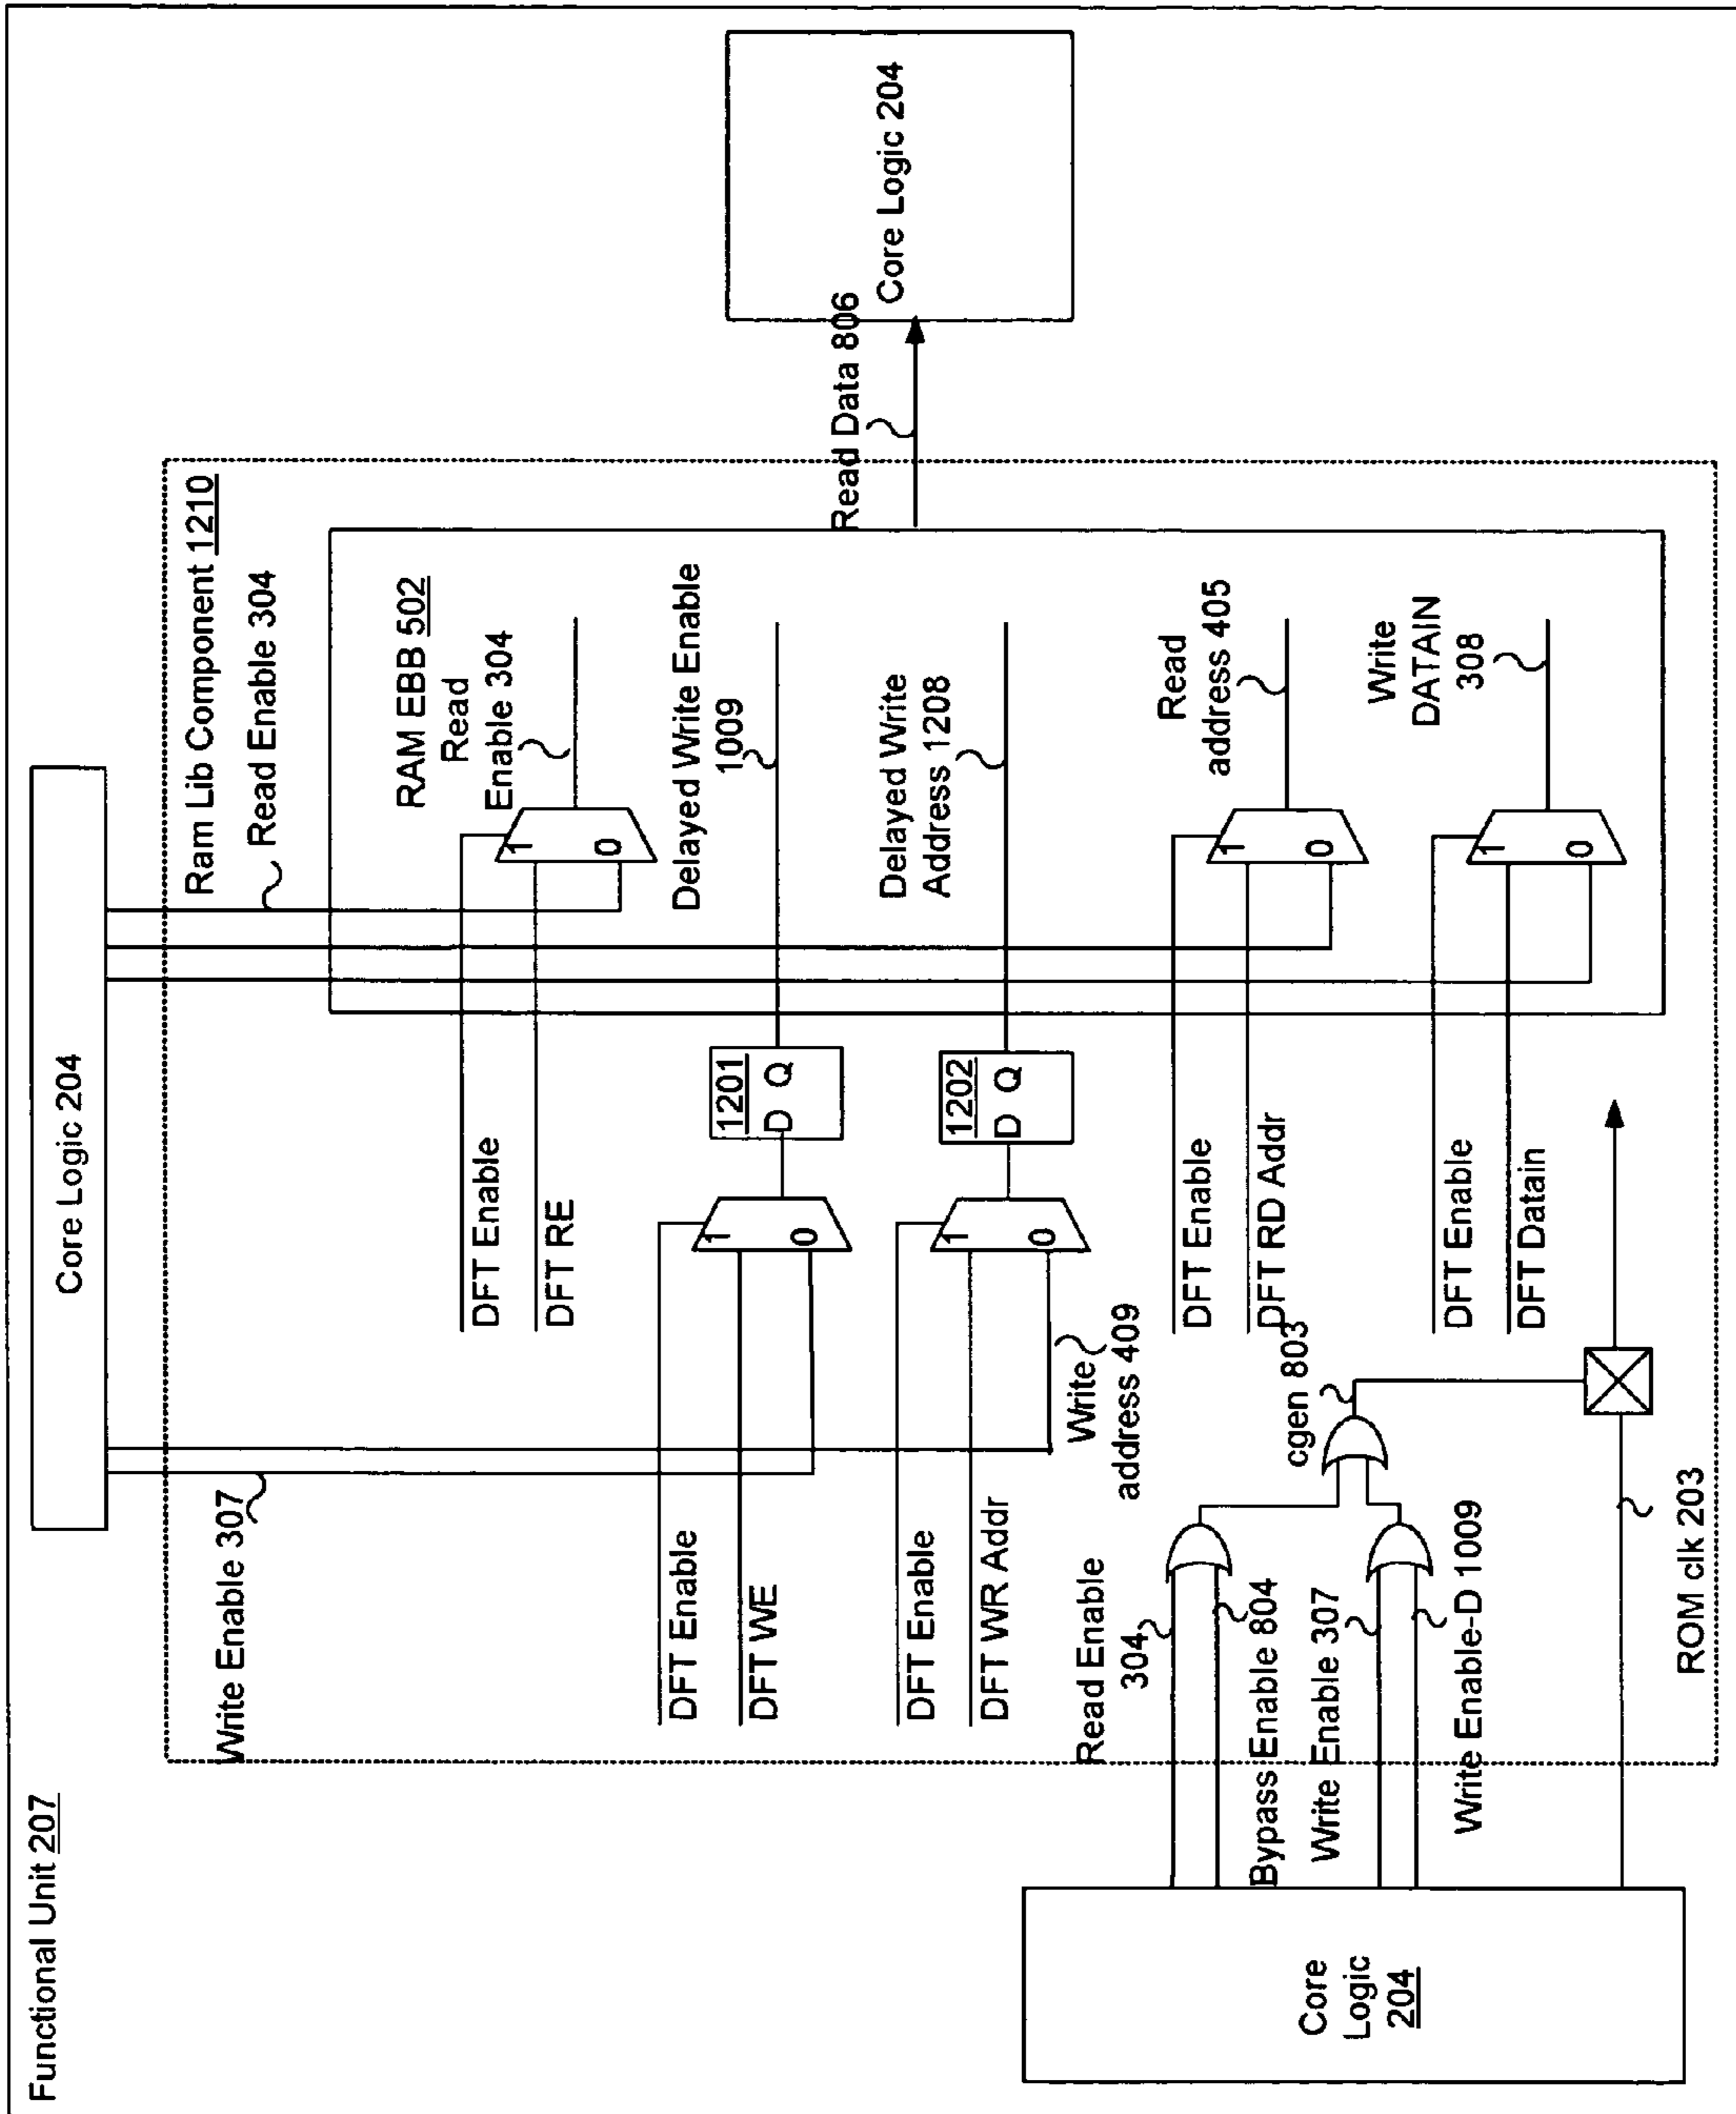 Functional Unit 207
Core Logic 204
Write Enable 307
Ram Lib Component 1210
Read Enable 304
RAM EBB 502
DFT Enable
DFT RE
1
0
Read
Enable 304
DFT Enable
DFT WE
1
0
1201
D Q
Delayed Write Enable
1009
DFT Enable
DFT WR Addr
1
0
Write
address 409
1202
D Q
Delayed Write
Address 1208
Read Data 806
Core Logic 204
DFT Enable
DFT RD Addr
1
0
Read
address 405
DFT Enable
DFT Datain
1
0
Write
DATAIN
308
Core
Logic
204
Read Enable
304
Bypass Enable 804
Write Enable 307
Write Enable-D 1009
cgen 803
ROM clk 203